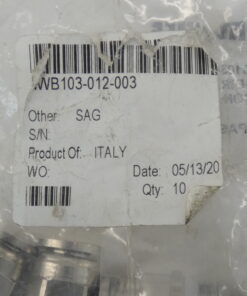 WB103-012-003
Other: SAG
S/N:
Product Of: ITALY
WO:
Date: 05/13/20
Qty: 10